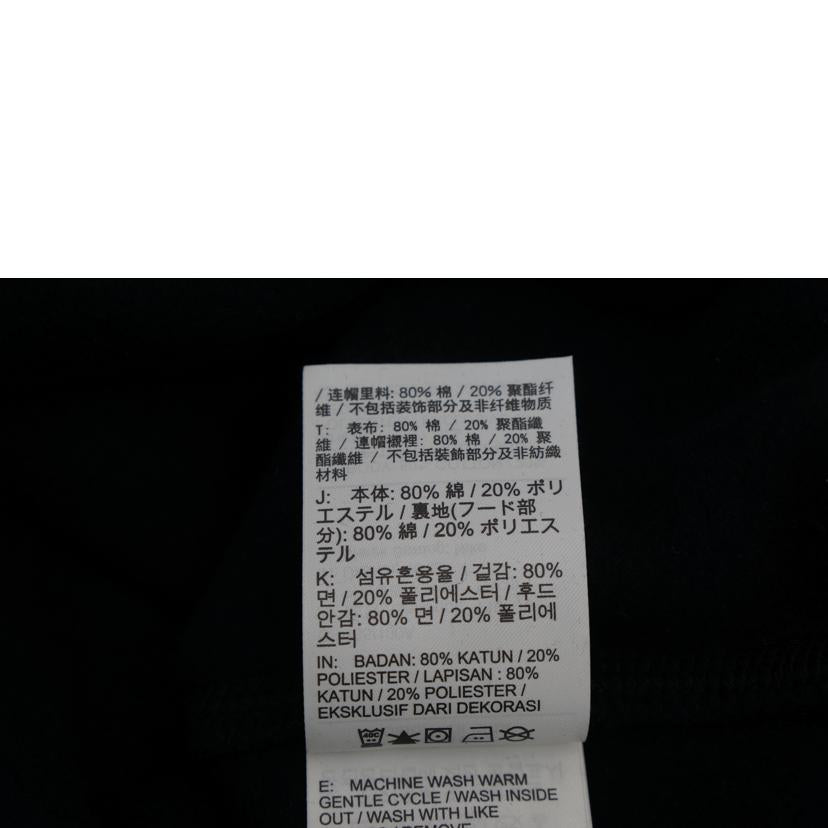 / 连帽里料: 80% 棉 / 20% 聚酯纤
维 / 不包括装饰部分及非纤维物质
T: 表布: 80% 棉 / 20% 聚酯纖
維 / 連帽襯裡: 80% 棉 / 20% 聚
酯纖維 / 不包括裝飾部分及非紡織
材料
J: 本体: 80% 綿 / 20% ポリ
エステル / 裏地(フード部
分): 80% 綿 / 20% ポリエス
テル
K: 섬유혼용율 / 겉감: 80%
면 / 20% 폴리에스터 / 후드
안감: 80% 면 / 20% 폴리에
스터
IN: BADAN: 80% KATUN / 20%
POLIESTER / LAPISAN : 80%
KATUN / 20% POLIESTER /
EKSKLUSIF DARI DEKORASI
40C
E: MACHINE WASH WARM
GENTLE CYCLE / WASH INSIDE
OUT / WASH WITH LIKE
REMOVE